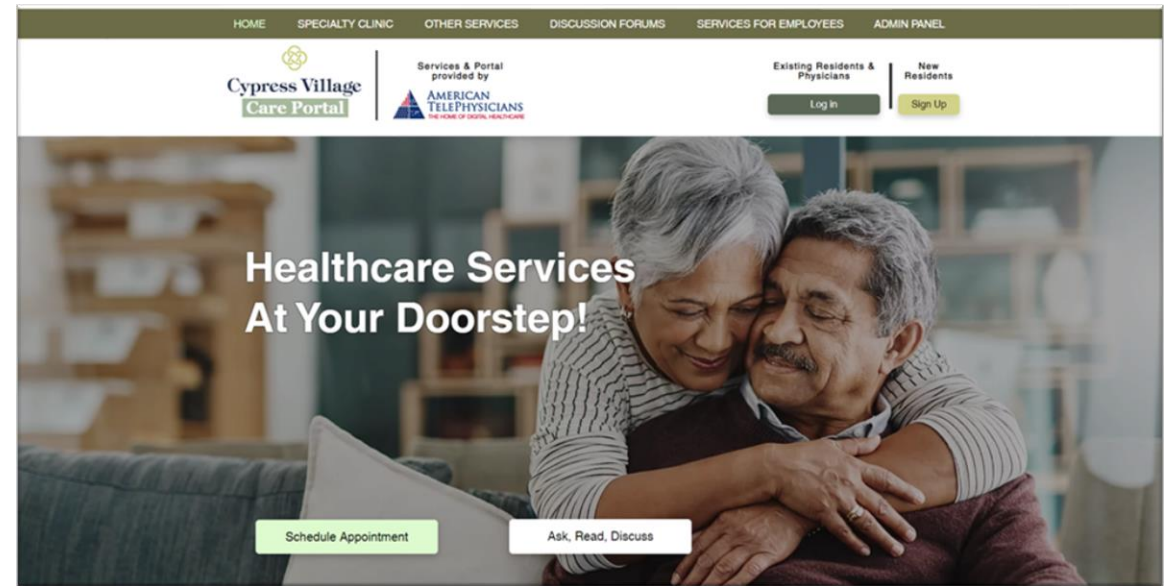 HOME SPECIALTY CLINIC OTHER SERVICES DISCUSSION FORUMS SERVICES FOR EMPLOYEES ADMIN PANEL
Cypress Village
Care Portal
Services & Portal
provided by
AMERICAN
TELEPHYSICIANS
THE HOME OF DIGITAL HEALTHCARE
Existing Residents &
Physicians
Log In
New
Residents
Sign Up
Healthcare Services
At Your Doorstep!
Schedule Appointment
Ask, Read, Discuss